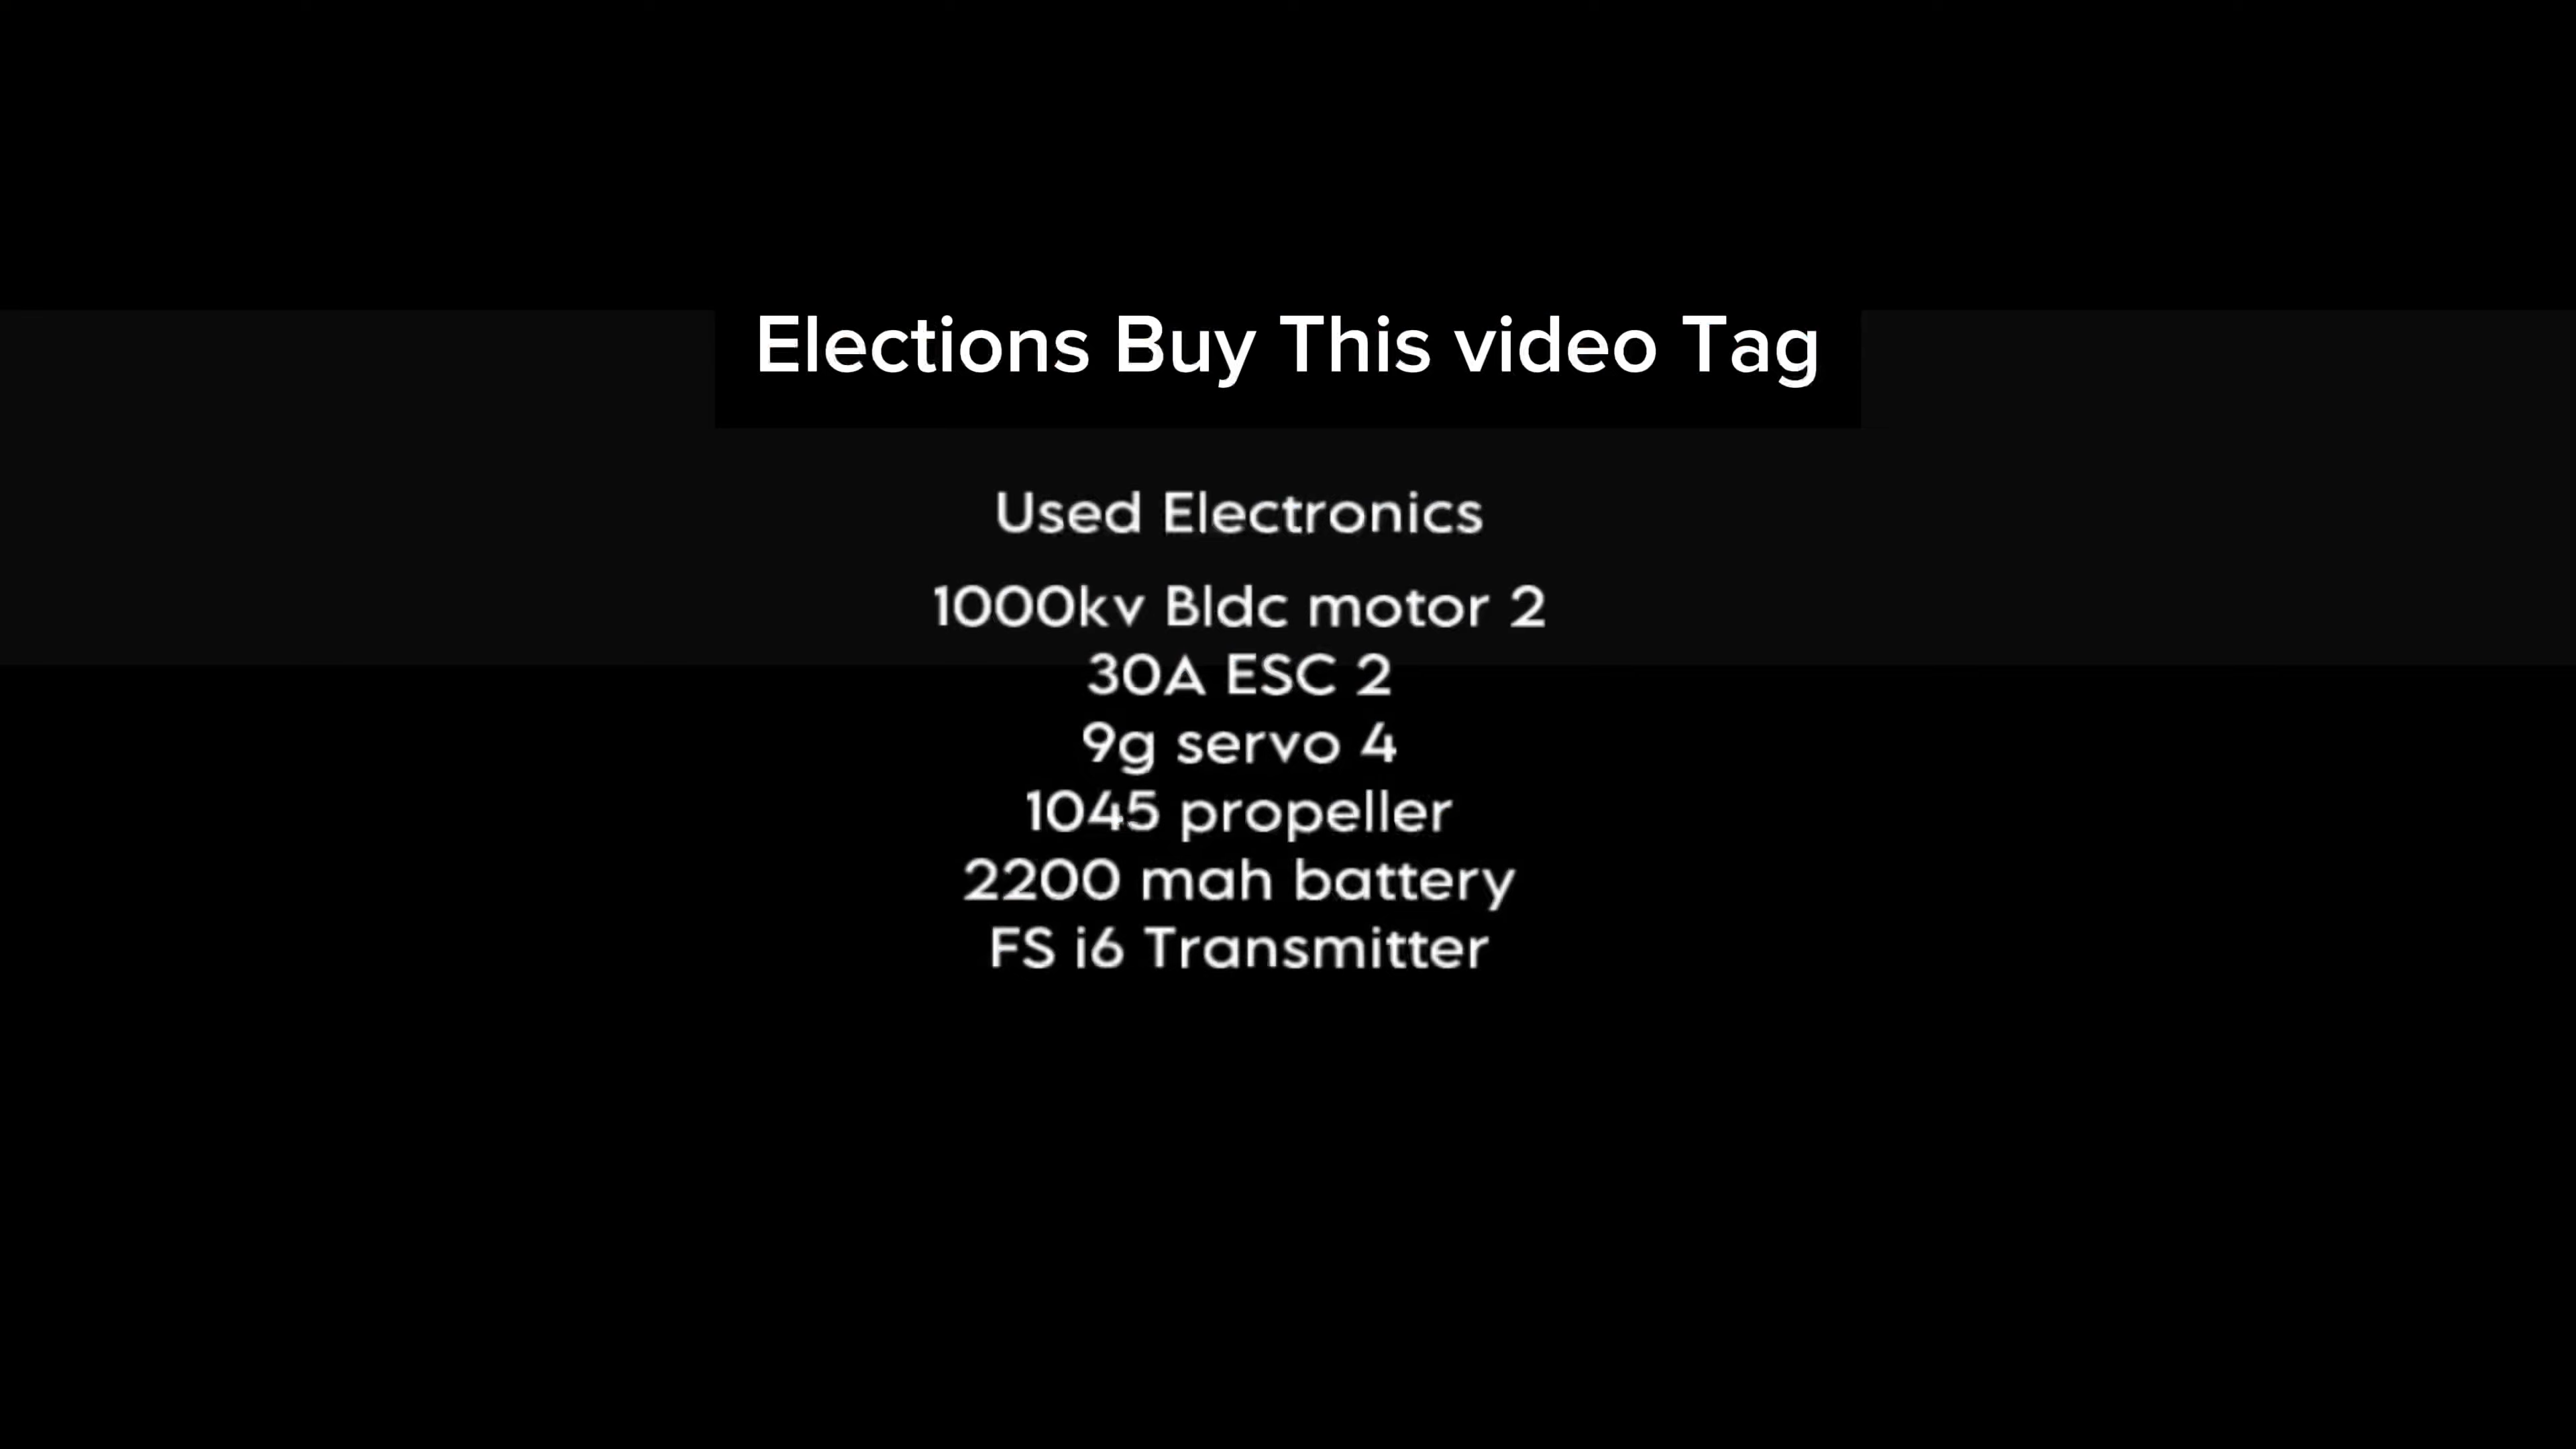 Elections Buy This video Tag
Used Electronics
1000kv Bldc motor 2
30A ESC 2
9g servo 4
1045 propeller
2200 mah battery
FS i6 Transmitter